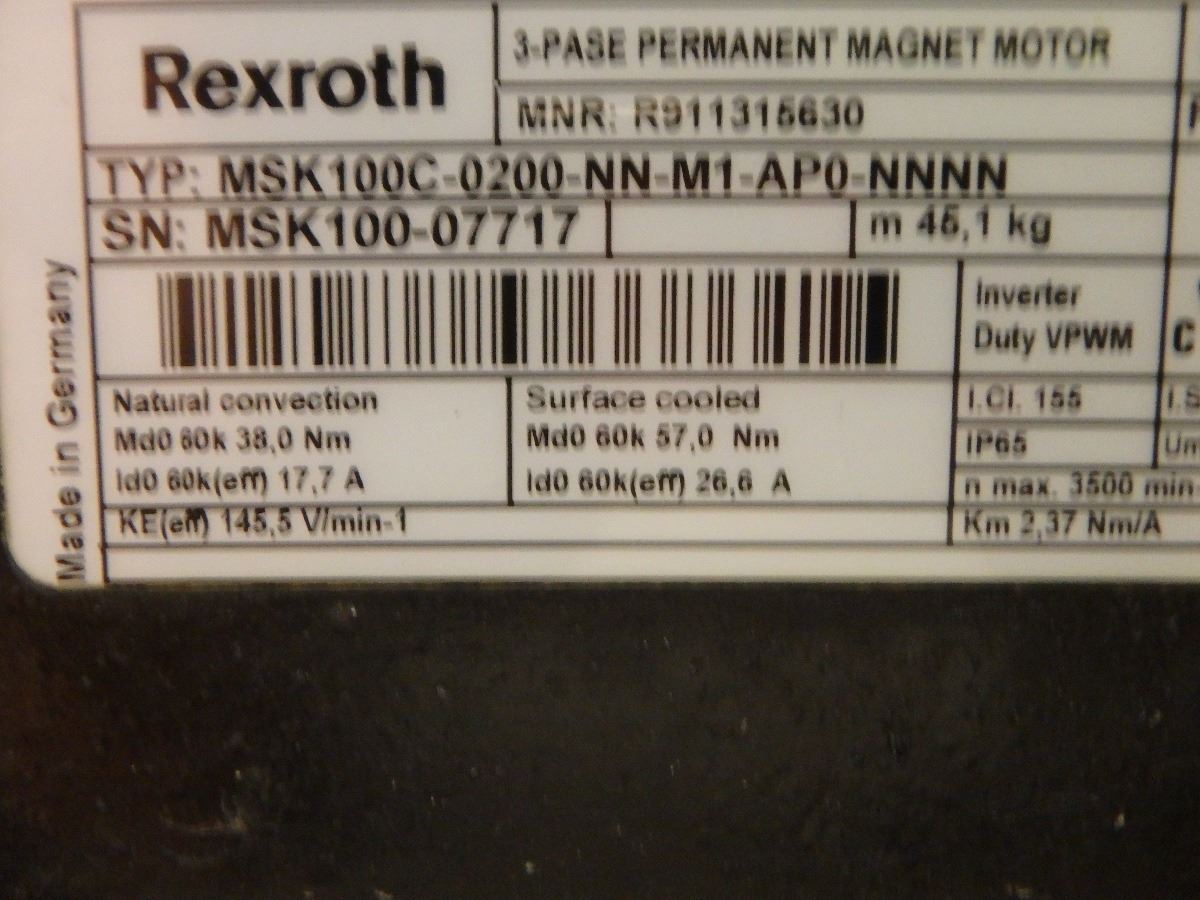 Rexroth
3-PASE PERMANENT MAGNET MOTOR
MNR: R911315630
TYP: MSK100C-0200-NN-M1-AP0-NNNN
SN: MSK100-07717
m 45,1 kg
Inverter
Duty VPWM
C
Natural convection
Md0 60k 38,0 Nm
Id0 60k(eff) 17,7 A
Surface cooled
Md0 60k 57,0 Nm
Id0 60k(eff) 26,6 A
I.Cl. 155
I.S
IP65
Um
n max. 3500 min-
KE(eff) 145,5 V/min-1
Km 2,37 Nm/A
Made in Germany